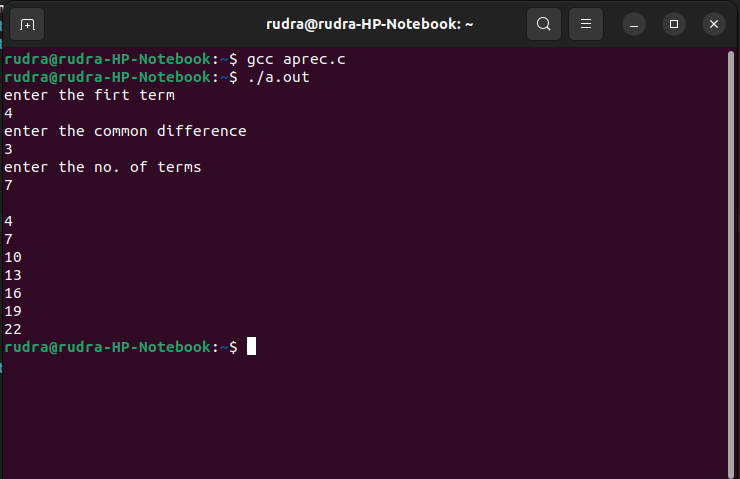 rudra@rudra-HP-Notebook: ~
rudra@rudra-HP-Notebook:~$ gcc aprec.c
rudra@rudra-HP-Notebook:~$ ./a.out
enter the firt term
4
enter the common difference
3
enter the no. of terms
7
4
7
10
13
16
19
22
rudra@rudra-HP-Notebook:~$